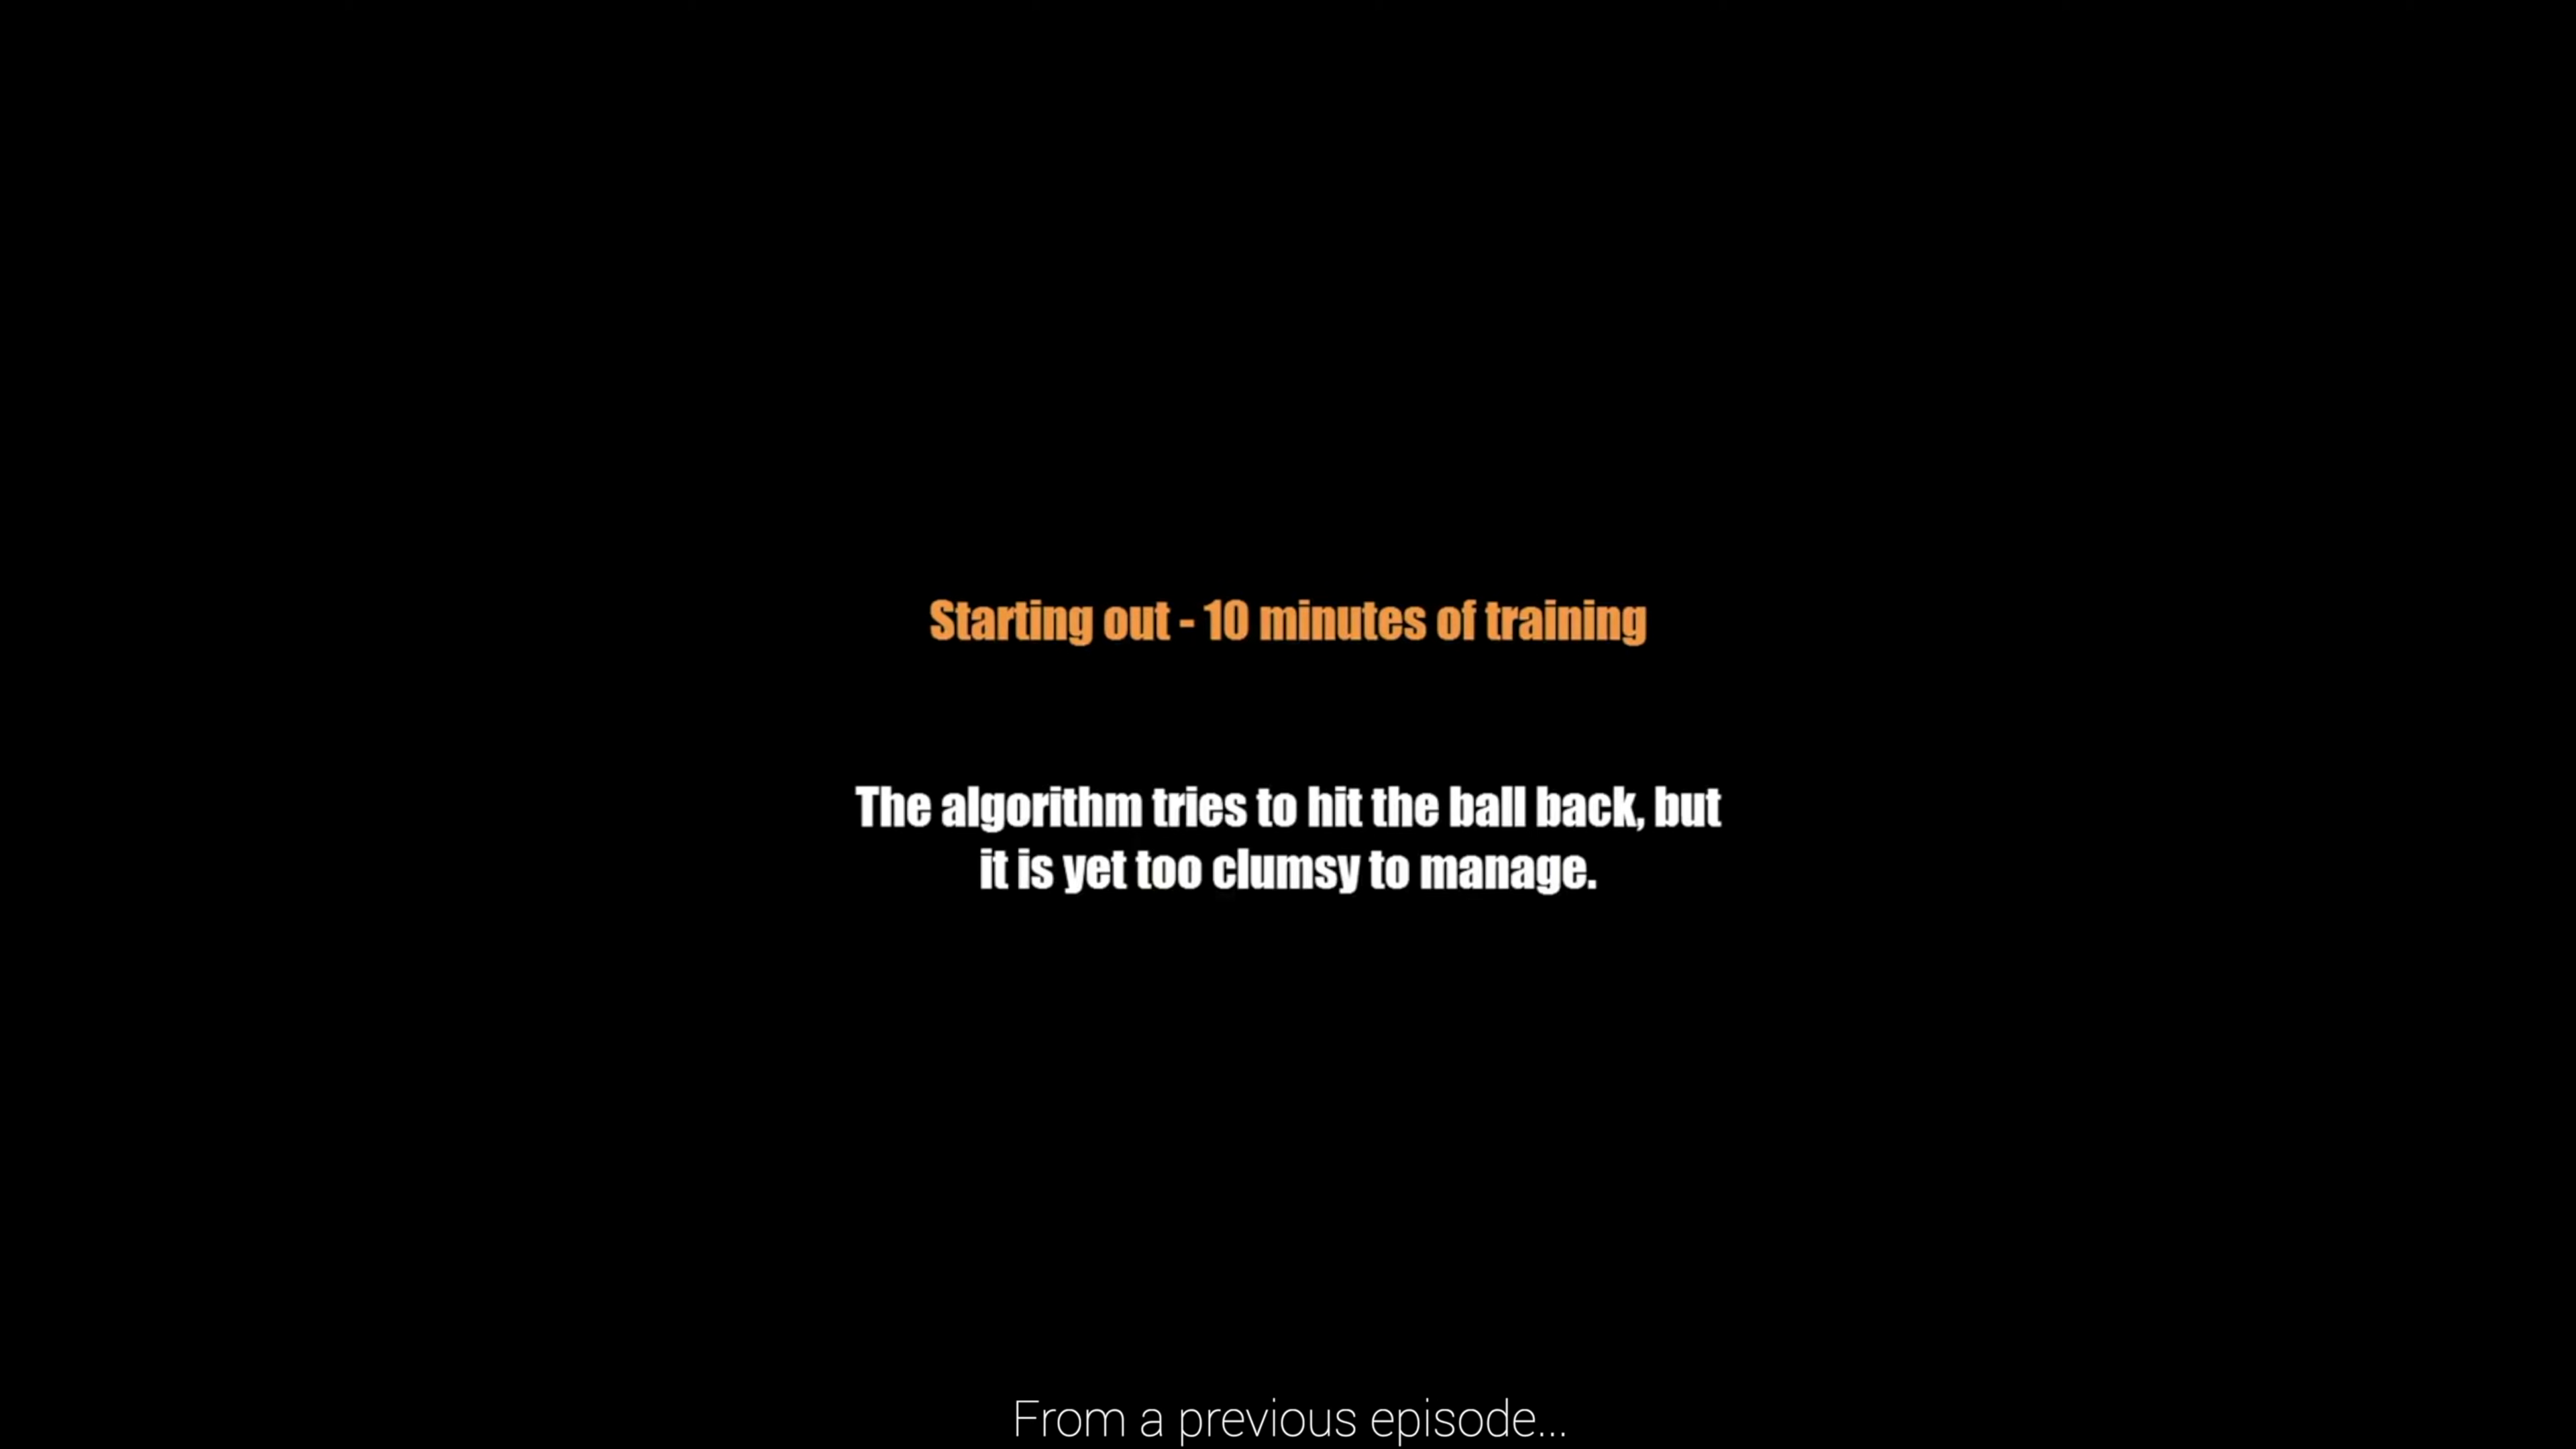 Starting out - 10 minutes of training
The algorithm tries to hit the ball back, but
it is yet too clumsy to manage.
From a previous episode...